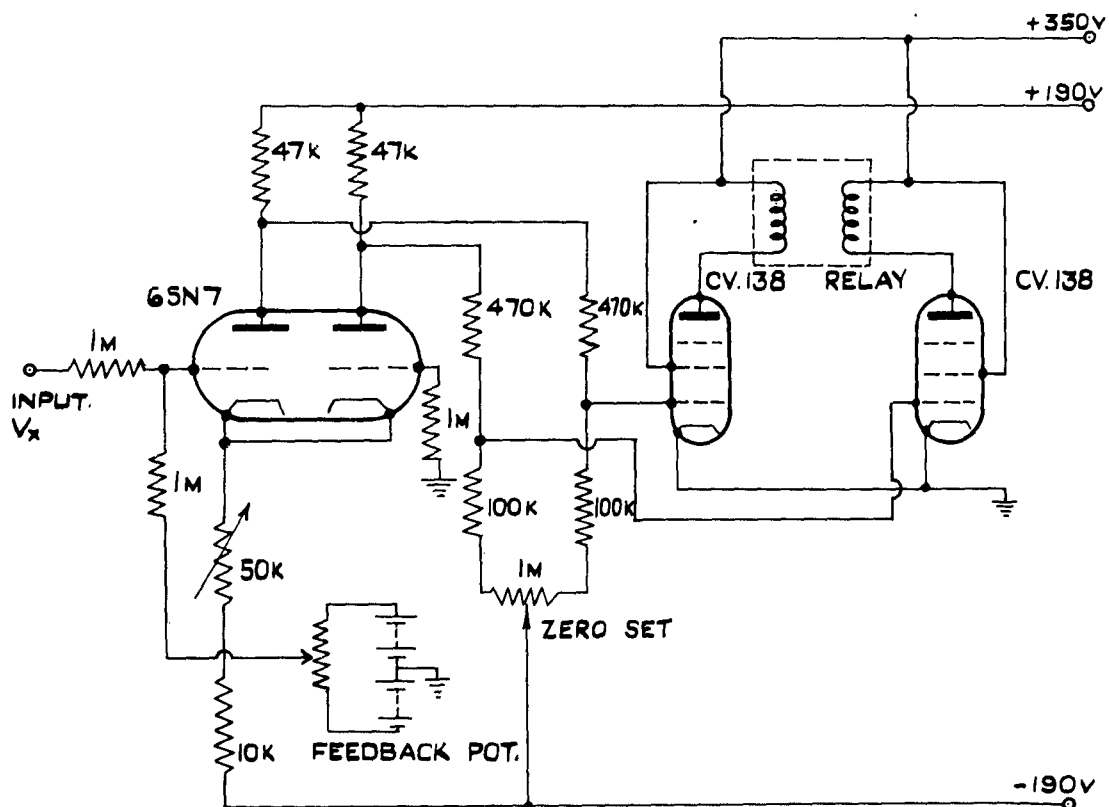 +350V
+190V
47K
47K
CV.138
RELAY
CV.138
6SN7
470K
470K
1M
INPUT.
Vx
1M
1M
100K
100K
50K
1M
ZERO SET
10K
FEEDBACK POT.
-190V